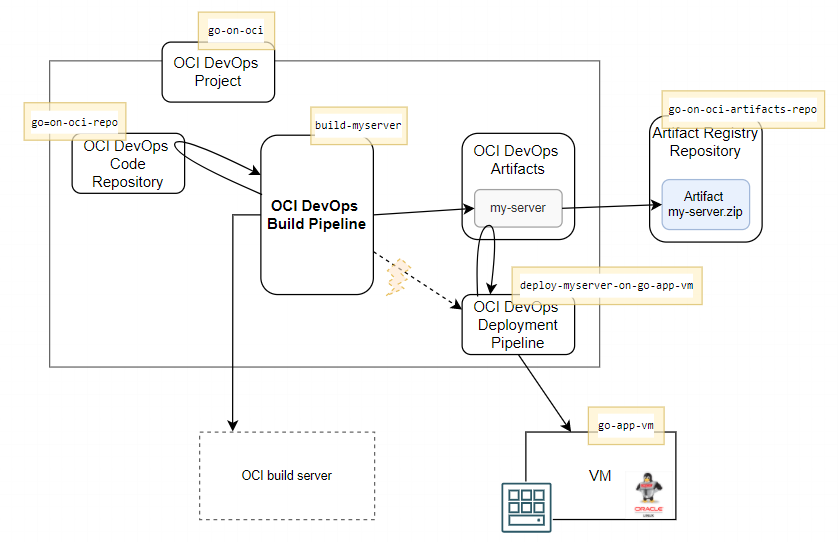 go-on-oci
OCI DevOps
Project
go=on-oci-repo
OCI DevOps
Code
Repository
build-myserver
OCI DevOps
Build Pipeline
OCI DevOps
Artifacts
my-server
go-on-oci-artifacts-repo
Artifact Registry
Repository
Artifact
my-server.zip
deploy-myserver-on-go-app-vm
OCI DevOps
Deployment
Pipeline
go-app-vm
OCI build server
VM
ORACLE